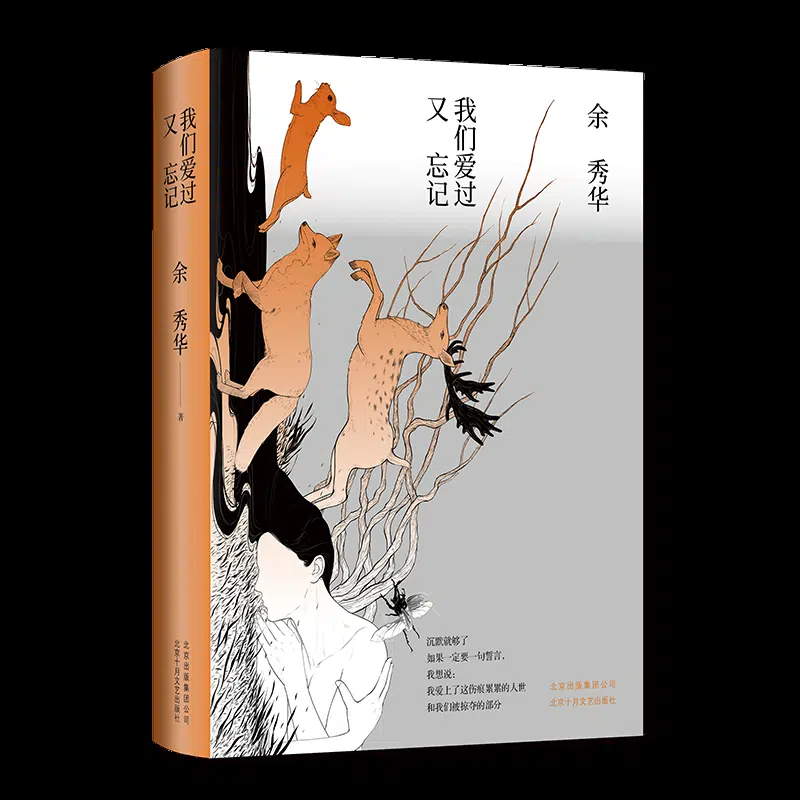 我们爱过
又 忘记
余 秀华
著
北京出版集团公司
北京十月文艺出版社
余 秀华
我们爱过
又 忘记
沉默就够了
如果一定要一句誓言，
我想说：
我爱上了这伤痕累累的人世
和我们被掠夺的部分
北京出版集团公司
北京十月文艺出版社